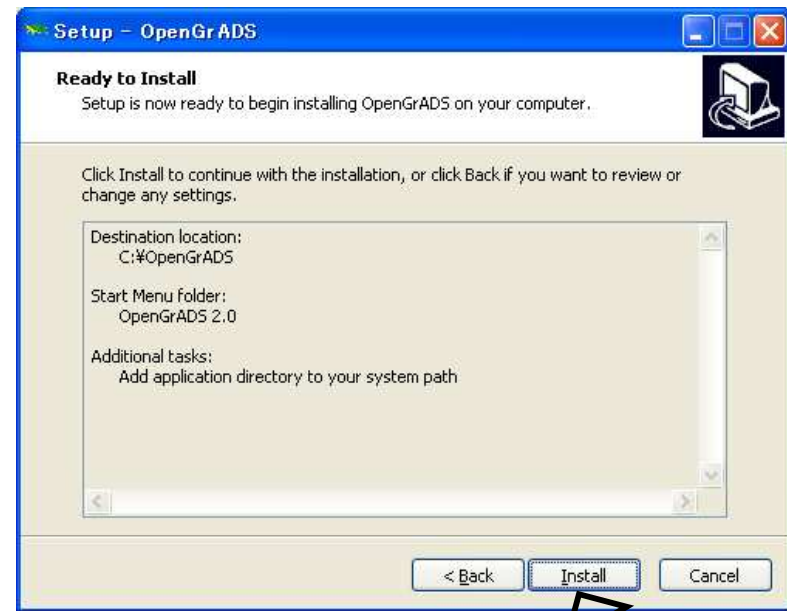 Setup - OpenGrADS
Ready to Install
Setup is now ready to begin installing OpenGrADS on your computer.
Click Install to continue with the installation, or click Back if you want to review or
change any settings.
Destination location:
C:¥OpenGrADS
Start Menu folder:
OpenGrADS 2.0
Additional tasks:
Add application directory to your system path
< Back
Install
Cancel